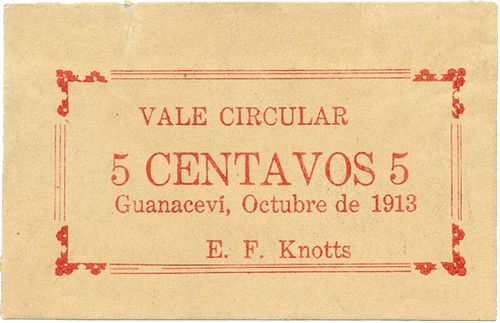 VALE CIRCULAR
5 CENTAVOS 5
Guanaceví, Octubre de 1913
E. F. Knotts